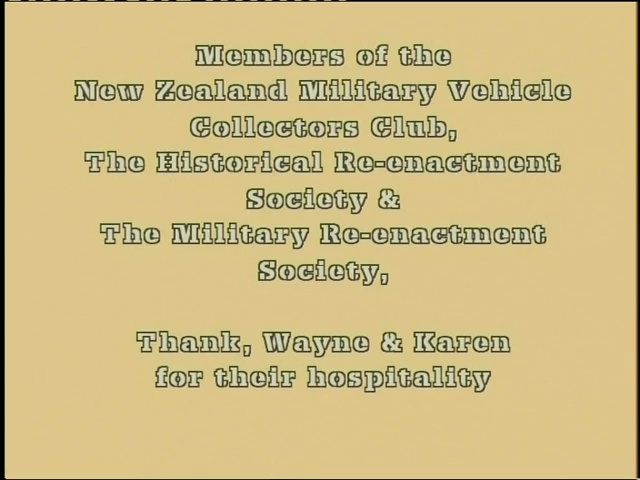 Members of the
New Zealand Military Vehicle
Collectors Club,
The Historical Re-enactment
Society &
The Military Re-enactment
Society,
Thank, Wayne & Karen
for their hospitality